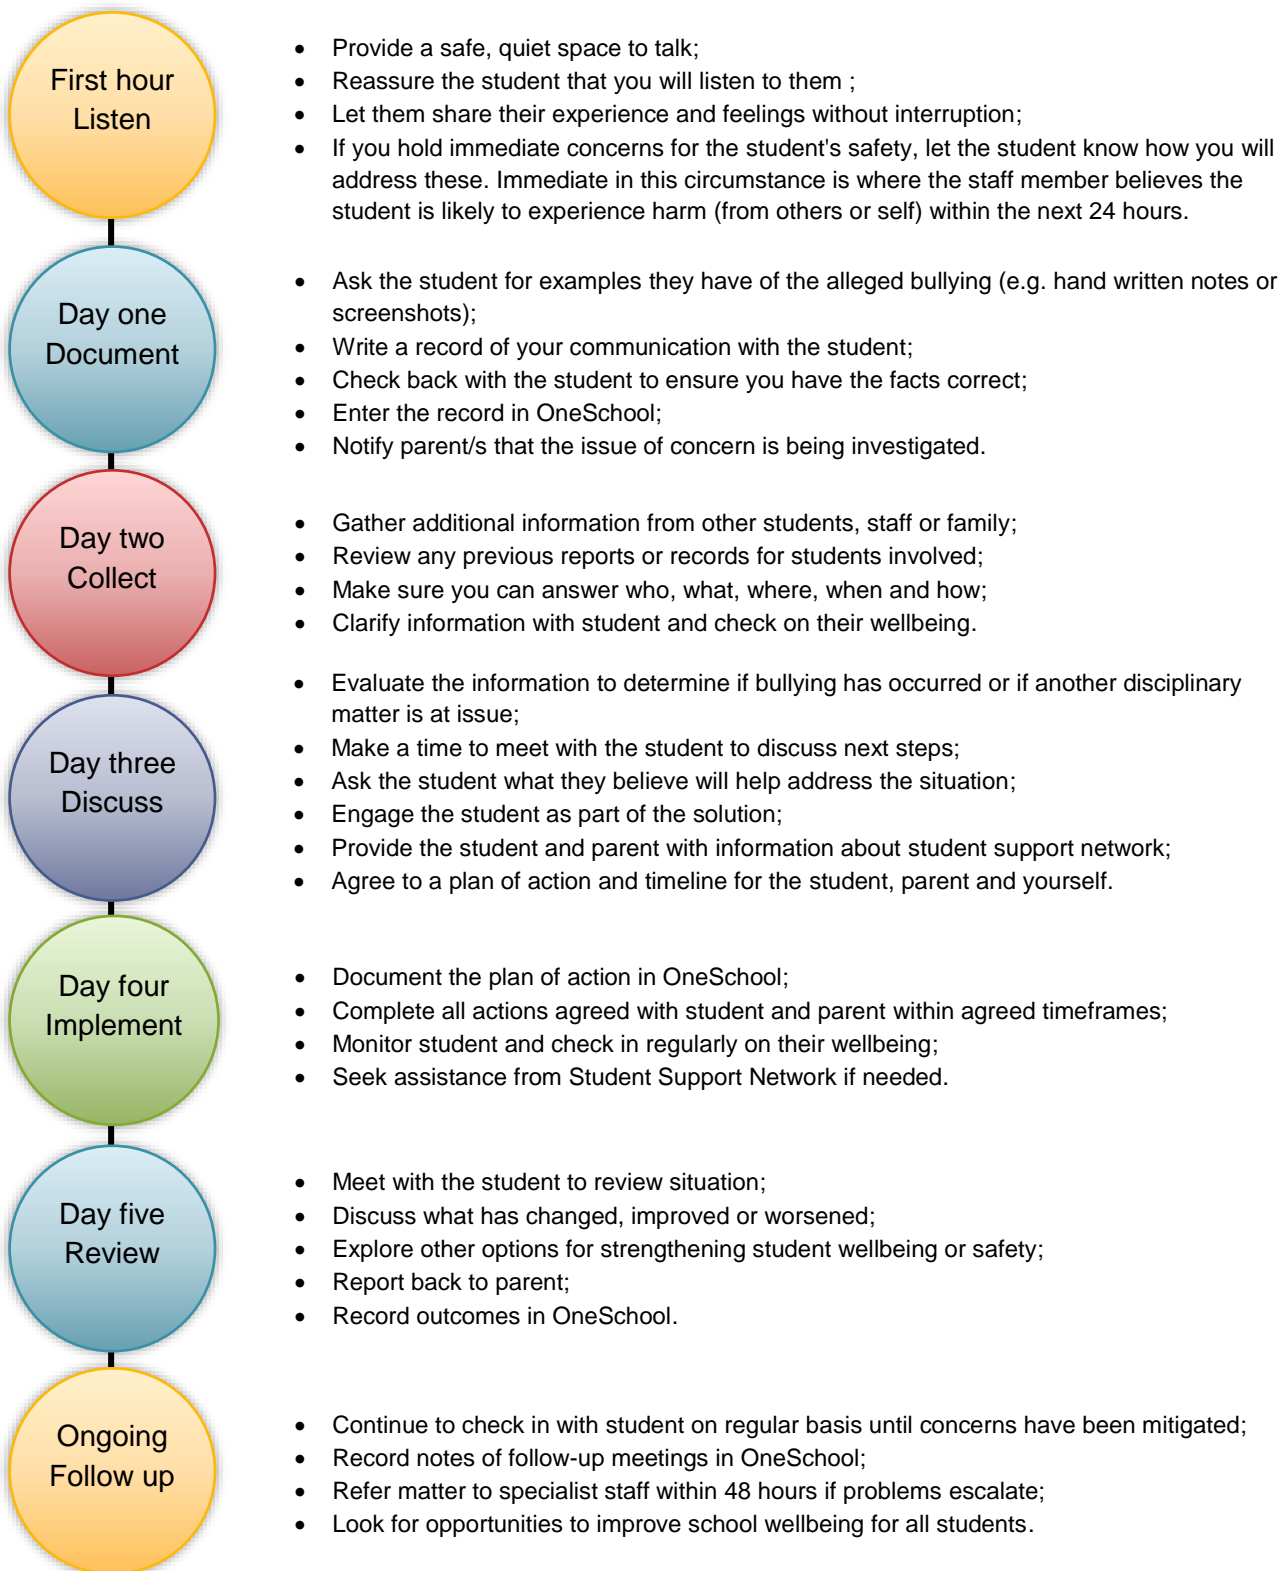 First hour
Listen
• Provide a safe, quiet space to talk;
• Reassure the student that you will listen to them ;
• Let them share their experience and feelings without interruption;
• If you hold immediate concerns for the student's safety, let the student know how you will
address these. Immediate in this circumstance is where the staff member believes the
student is likely to experience harm (from others or self) within the next 24 hours.
Day one
Document
• Ask the student for examples they have of the alleged bullying (e.g. hand written notes or
screenshots);
• Write a record of your communication with the student;
• Check back with the student to ensure you have the facts correct;
• Enter the record in OneSchool;
• Notify parent/s that the issue of concern is being investigated.
Day two
Collect
• Gather additional information from other students, staff or family;
• Review any previous reports or records for students involved;
• Make sure you can answer who, what, where, when and how;
• Clarify information with student and check on their wellbeing.
Day three
Discuss
• Evaluate the information to determine if bullying has occurred or if another disciplinary
matter is at issue;
• Make a time to meet with the student to discuss next steps;
• Ask the student what they believe will help address the situation;
• Engage the student as part of the solution;
• Provide the student and parent with information about student support network;
• Agree to a plan of action and timeline for the student, parent and yourself.
Day four
Implement
• Document the plan of action in OneSchool;
• Complete all actions agreed with student and parent within agreed timeframes;
• Monitor student and check in regularly on their wellbeing;
• Seek assistance from Student Support Network if needed.
Day five
Review
• Meet with the student to review situation;
• Discuss what has changed, improved or worsened;
• Explore other options for strengthening student wellbeing or safety;
• Report back to parent;
• Record outcomes in OneSchool.
Ongoing
Follow up
• Continue to check in with student on regular basis until concerns have been mitigated;
• Record notes of follow-up meetings in OneSchool;
• Refer matter to specialist staff within 48 hours if problems escalate;
• Look for opportunities to improve school wellbeing for all students.